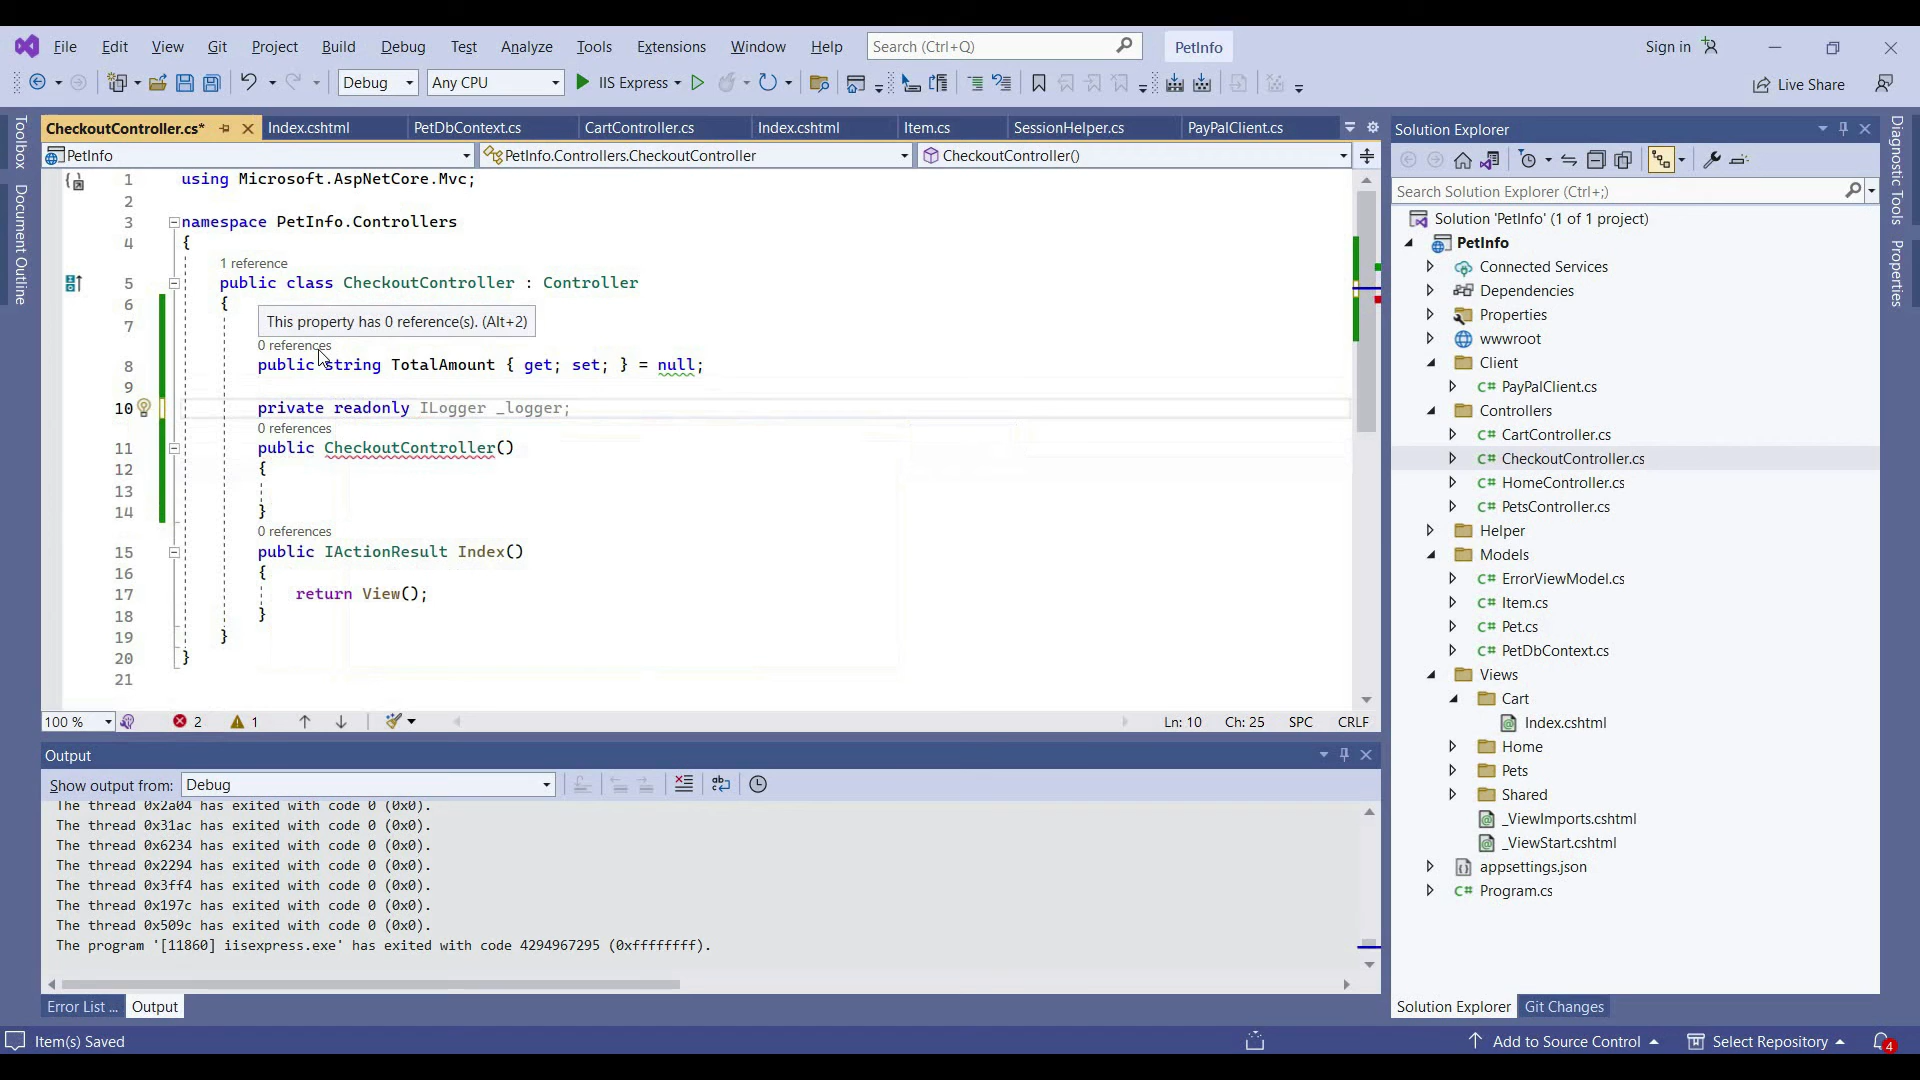 File Edit View Git Project Build Debug Test Analyze Tools Extensions Window Help Search (Ctrl+Q) PetInfo Sign in
Debug Any CPU IIS Express Live Share
CheckoutController.cs* Index.cshtml PetDbContext.cs CartController.cs Index.cshtml Item.cs SessionHelper.cs PayPalClient.cs
PetInfo PetInfo.Controllers.CheckoutController CheckoutController()
Toolbox
Document Outline
1 using Microsoft.AspNetCore.Mvc;
2
3 namespace PetInfo.Controllers
4 {
1 reference
5 public class CheckoutController : Controller
6 {
7 This property has 0 reference(s). (Alt+2)
0 references
8 public string TotalAmount { get; set; } = null;
9
10 private readonly ILogger _logger;
0 references
11 public CheckoutController()
12 {
13
14 }
0 references
15 public IActionResult Index()
16 {
17 return View();
18 }
19 }
20 }
21
100 % 2 1 Ln: 10 Ch: 25 SPC CRLF
Output
Show output from: Debug
The thread 0x2a04 has exited with code 0 (0x0).
The thread 0x31ac has exited with code 0 (0x0).
The thread 0x6234 has exited with code 0 (0x0).
The thread 0x2294 has exited with code 0 (0x0).
The thread 0x3ff4 has exited with code 0 (0x0).
The thread 0x197c has exited with code 0 (0x0).
The thread 0x509c has exited with code 0 (0x0).
The program '[11860] iisexpress.exe' has exited with code 4294967295 (0xffffffff).
Error List ... Output
Solution Explorer
Search Solution Explorer (Ctrl+;)
Solution 'PetInfo' (1 of 1 project)
PetInfo
Connected Services
Dependencies
Properties
wwwroot
Client
C# PayPalClient.cs
Controllers
C# CartController.cs
C# CheckoutController.cs
C# HomeController.cs
C# PetsController.cs
Helper
Models
C# ErrorViewModel.cs
C# Item.cs
C# Pet.cs
C# PetDbContext.cs
Views
Cart
Index.cshtml
Home
Pets
Shared
_ViewImports.cshtml
_ViewStart.cshtml
appsettings.json
C# Program.cs
Solution Explorer Git Changes
Diagnostic Tools
Properties
Item(s) Saved Add to Source Control Select Repository 4